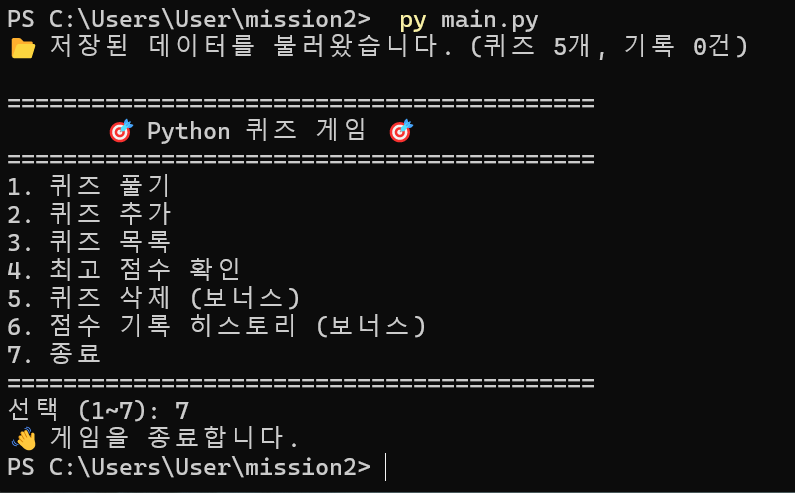 PS C:\Users\User\mission2>  py main.py
📂 저장된 데이터를 불러왔습니다. (퀴즈 5개, 기록 0건)
==========================================
🎯 Python 퀴즈 게임 🎯
==========================================
1. 퀴즈 풀기
2. 퀴즈 추가
3. 퀴즈 목록
4. 최고 점수 확인
5. 퀴즈 삭제 (보너스)
6. 점수 기록 히스토리 (보너스)
7. 종료
==========================================
선택 (1~7): 7
👋 게임을 종료합니다.
PS C:\Users\User\mission2>